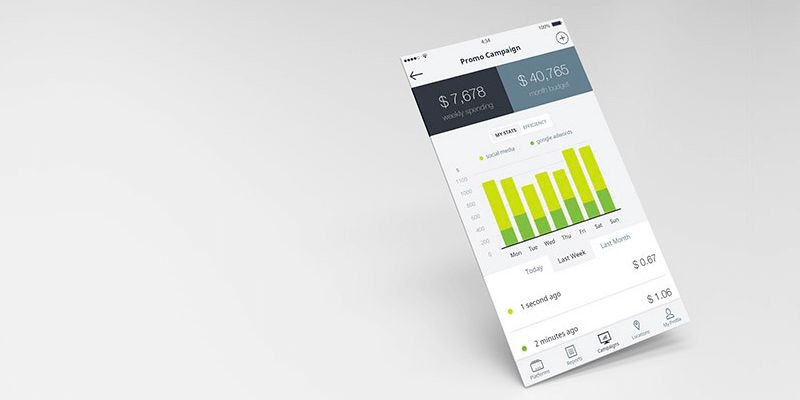 4:34
100%
Promo Campaign
$ 7,678
weekly spending
$ 40,765
month budget
MY STATS EFFICIENCY
social media google adwords
$
1100
1000
800
600
400
200
0
Mon Tue Wed Thu Fri Sat Sun
Today Last Week Last Month
1 second ago $ 0.67
2 minutes ago $ 1.06
Platforms Reports Campaigns Locations My Profile